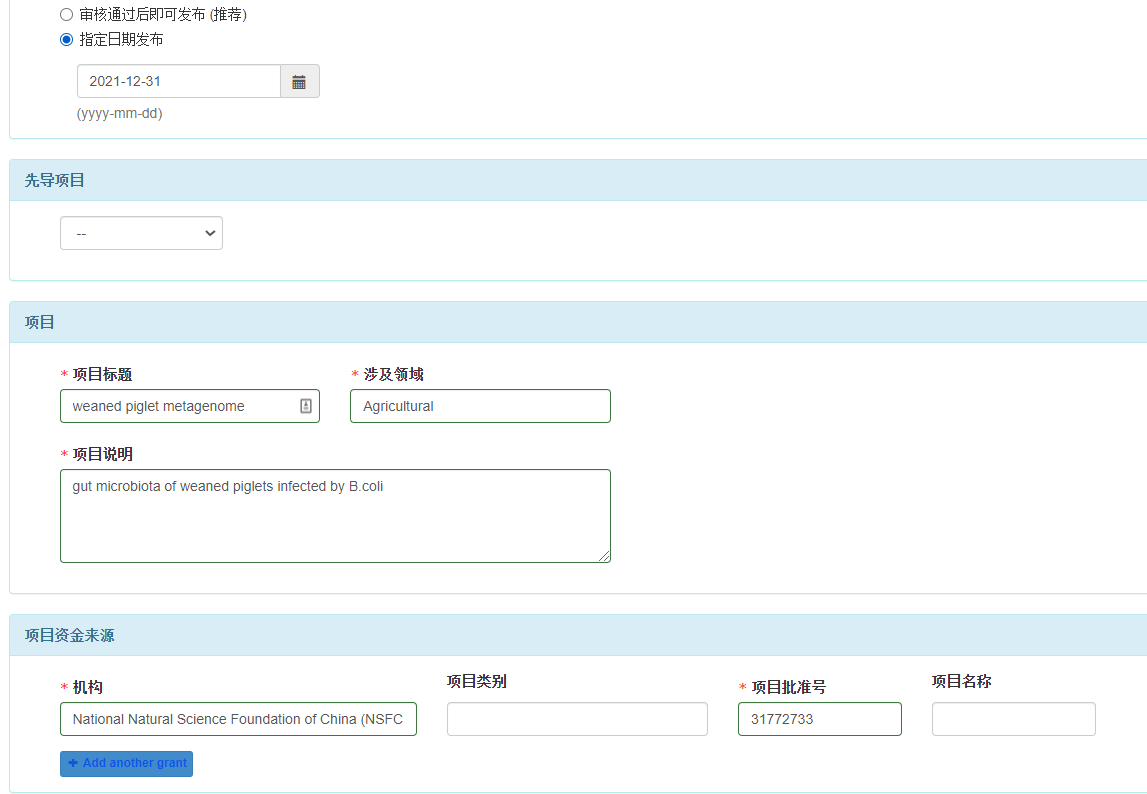 审核通过后即可发布 (推荐)
指定日期发布
2021-12-31
(yyyy-mm-dd)
先导项目
--
项目
* 项目标题
* 涉及领域
weaned piglet metagenome
Agricultural
* 项目说明
gut microbiota of weaned piglets infected by B.coli
项目资金来源
* 机构
项目类别
* 项目批准号
项目名称
National Natural Science Foundation of China (NSFC
31772733
+ Add another grant